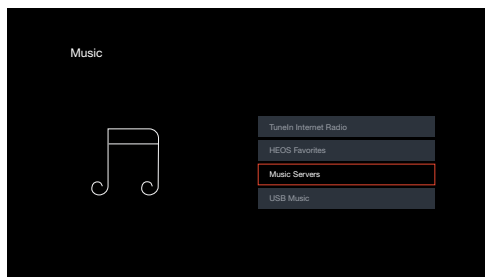 Music
TuneIn Internet Radio
HEOS Favorites
Music Servers
USB Music